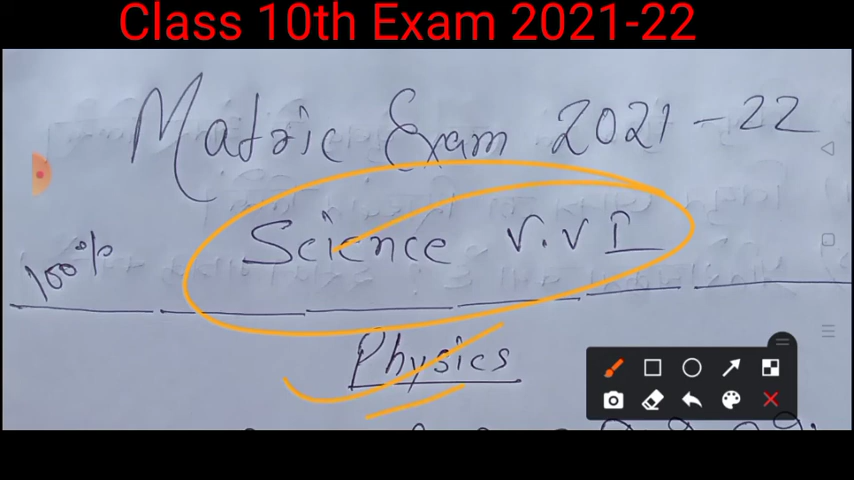 Class 10th Exam 2021-22
Matric Exam 2021-22
Science V.V I
100%
Physics